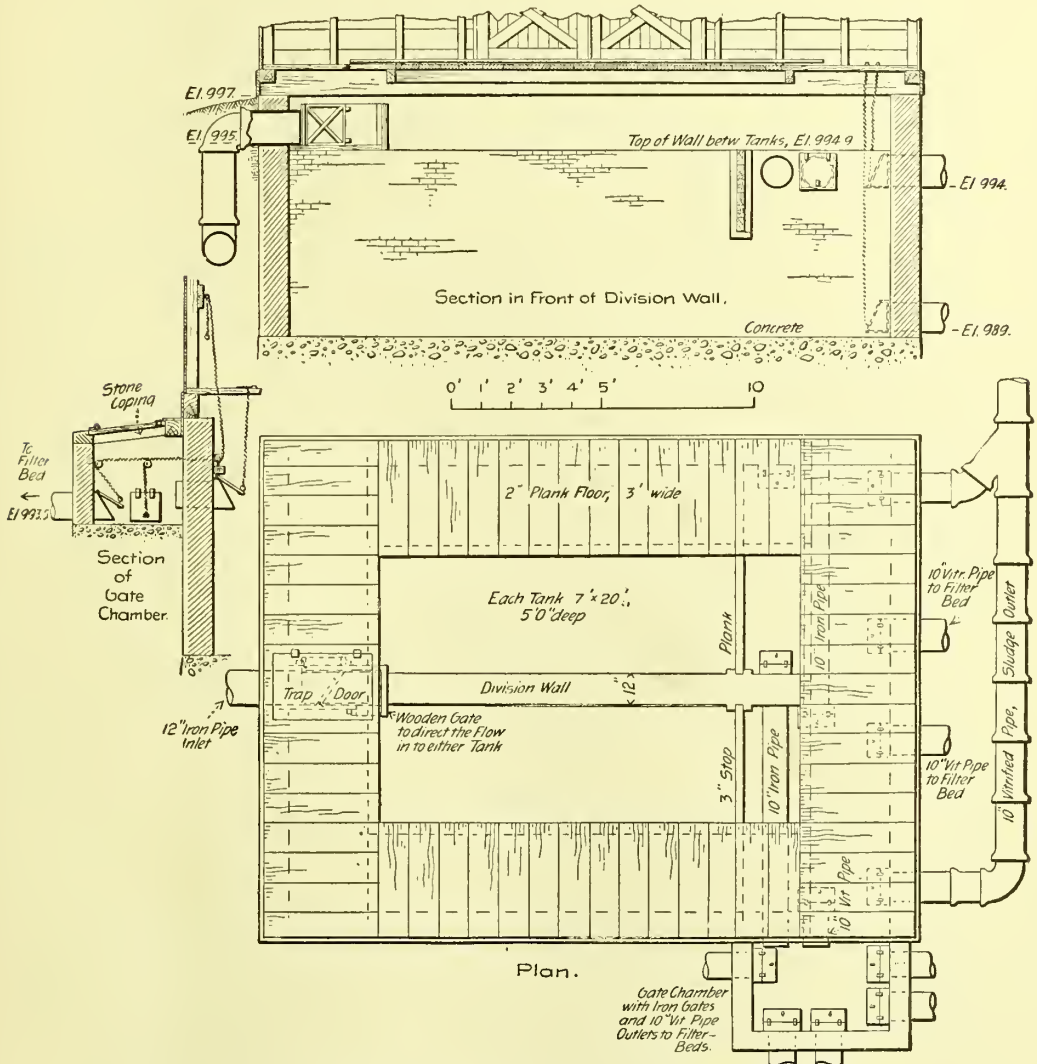 El. 997.
El. 995.
Top of Wall betw Tanks, El. 994.9
El 994.
Section in Front of Division Wall.
Concrete
El. 989.
Stone
Coping
To
Filter
Bed
El 993.5
Section
of
Gate
Chamber.
0' 1' 2' 3' 4' 5' 10
2" Plank Floor, 3' wide
Each Tank 7' x 20',
5'0" deep
Plank
10" Iron Pipe
10" Vitr. Pipe
to Filter
Bed
Trap Door
Division Wall
12"
12" Iron Pipe
Inlet
Wooden Gate
to direct the Flow
in to either Tank
3" Stop
10" Iron Pipe
10" Vit Pipe
to Filter
Bed
10" Vitrified Pipe, Sludge Outlet
10" Vit Pipe
Plan.
Gate Chamber
with Iron Gates
and 10" Vit Pipe
Outlets to Filter-
Beds.